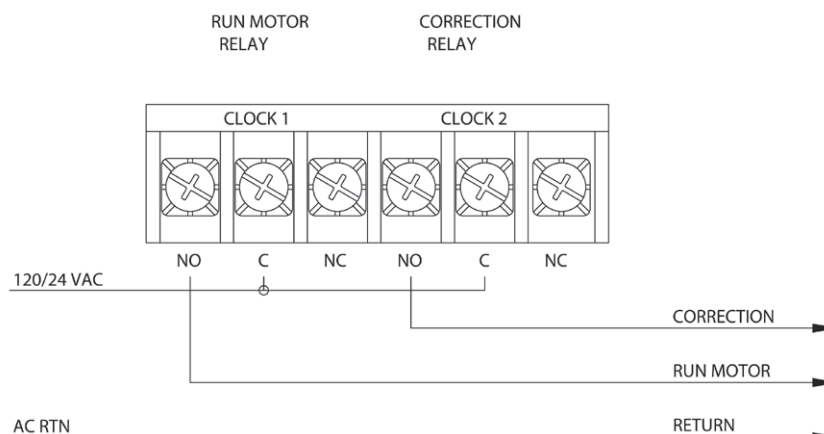 RUN MOTOR
RELAY
CORRECTION
RELAY
CLOCK 1
CLOCK 2
NO
C
NC
NO
C
NC
120/24 VAC
CORRECTION
RUN MOTOR
AC RTN
RETURN